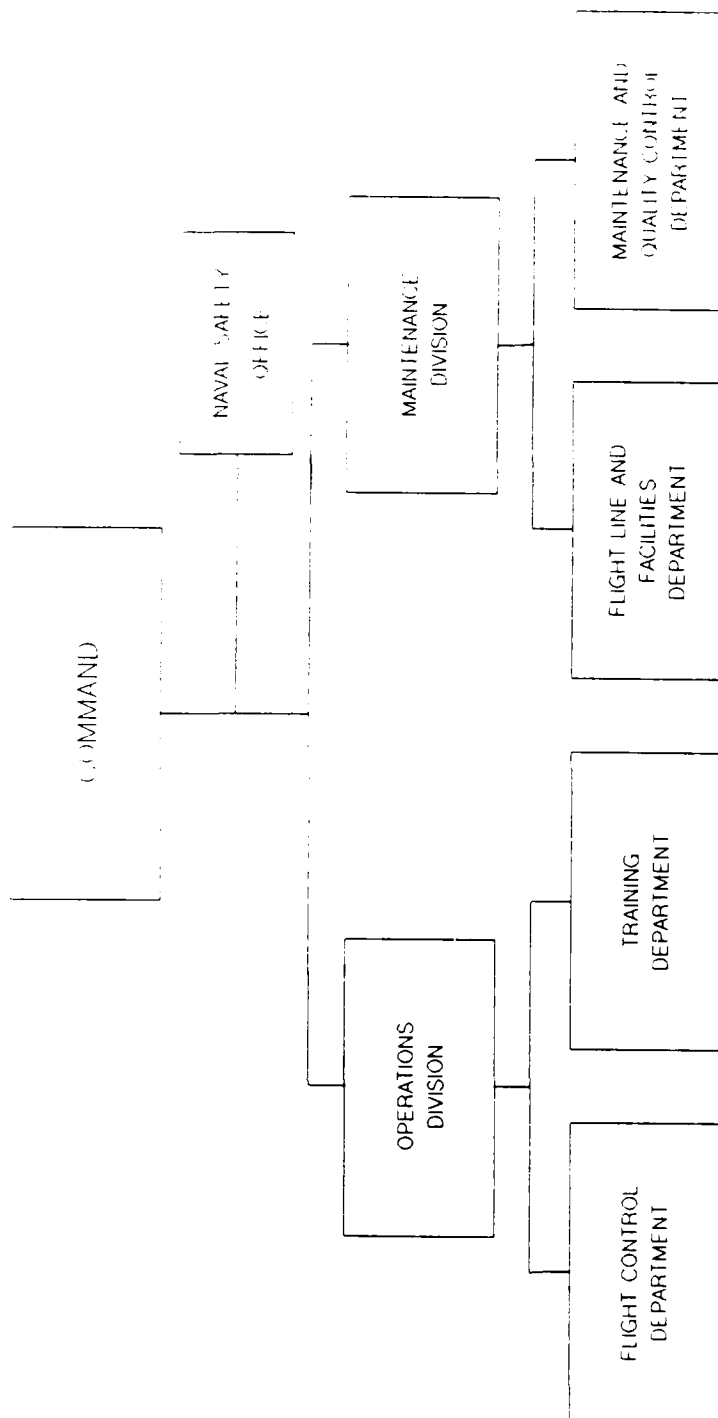 COMMAND
NAVAL SAFETY
OFFICE
OPERATIONS
DIVISION
MAINTENANCE
DIVISION
FLIGHT CONTROL
DEPARTMENT
TRAINING
DEPARTMENT
FLIGHT LINE AND
FACILITIES
DEPARTMENT
MAINTENANCE AND
QUALITY CONTROL
DEPARTMENT